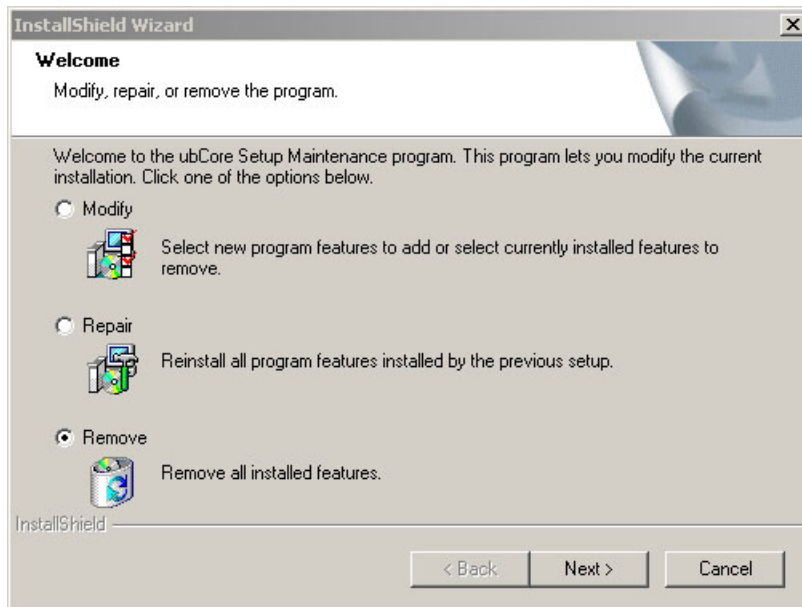 InstallShield Wizard
Welcome
Modify, repair, or remove the program.
Welcome to the ubCore Setup Maintenance program. This program lets you modify the current
installation. Click one of the options below.
Modify
Select new program features to add or select currently installed features to
remove.
Repair
Reinstall all program features installed by the previous setup.
Remove
Remove all installed features.
InstallShield
< Back
Next >
Cancel